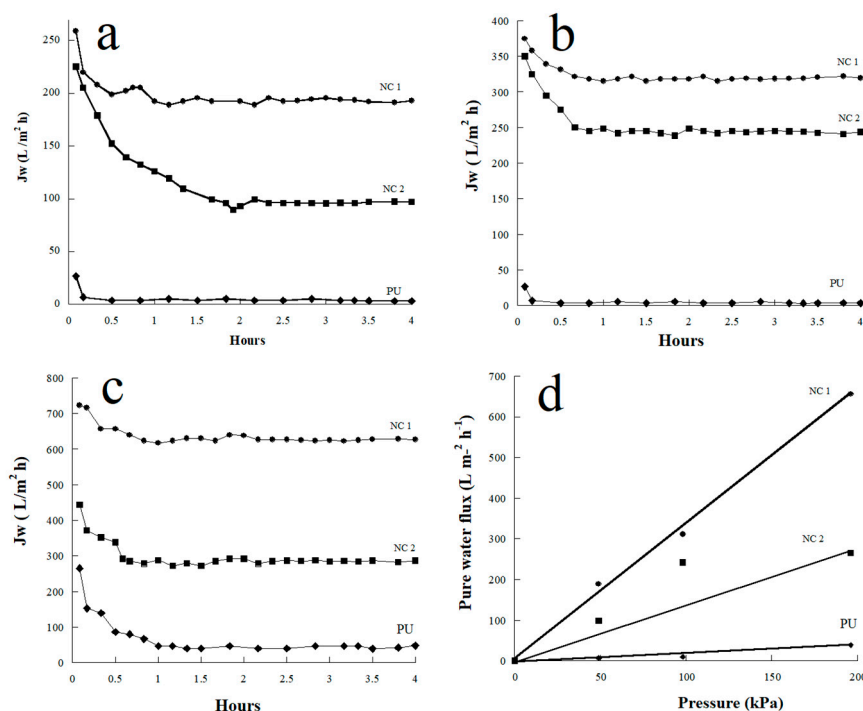 a
Jw (L /m² h)
250
200
150
100
50
0
NC 1
NC 2
PU
0
0.5
1
1.5
2
2.5
3
3.5
4
Hours
b
Jw ( L/m² h)
400
350
300
250
200
150
100
50
0
NC 1
NC 2
PU
0
0.5
1
1.5
2
2.5
3
3.5
4
Hours
c
Jw ( L/m² h)
800
700
600
500
400
300
200
100
0
NC 1
NC 2
PU
0
0.5
1
1.5
2
2.5
3
3.5
4
Hours
d
Pure water flux (L m-² h⁻¹)
700
600
500
400
300
200
100
0
NC 1
NC 2
PU
0
50
100
150
200
Pressure (kPa)